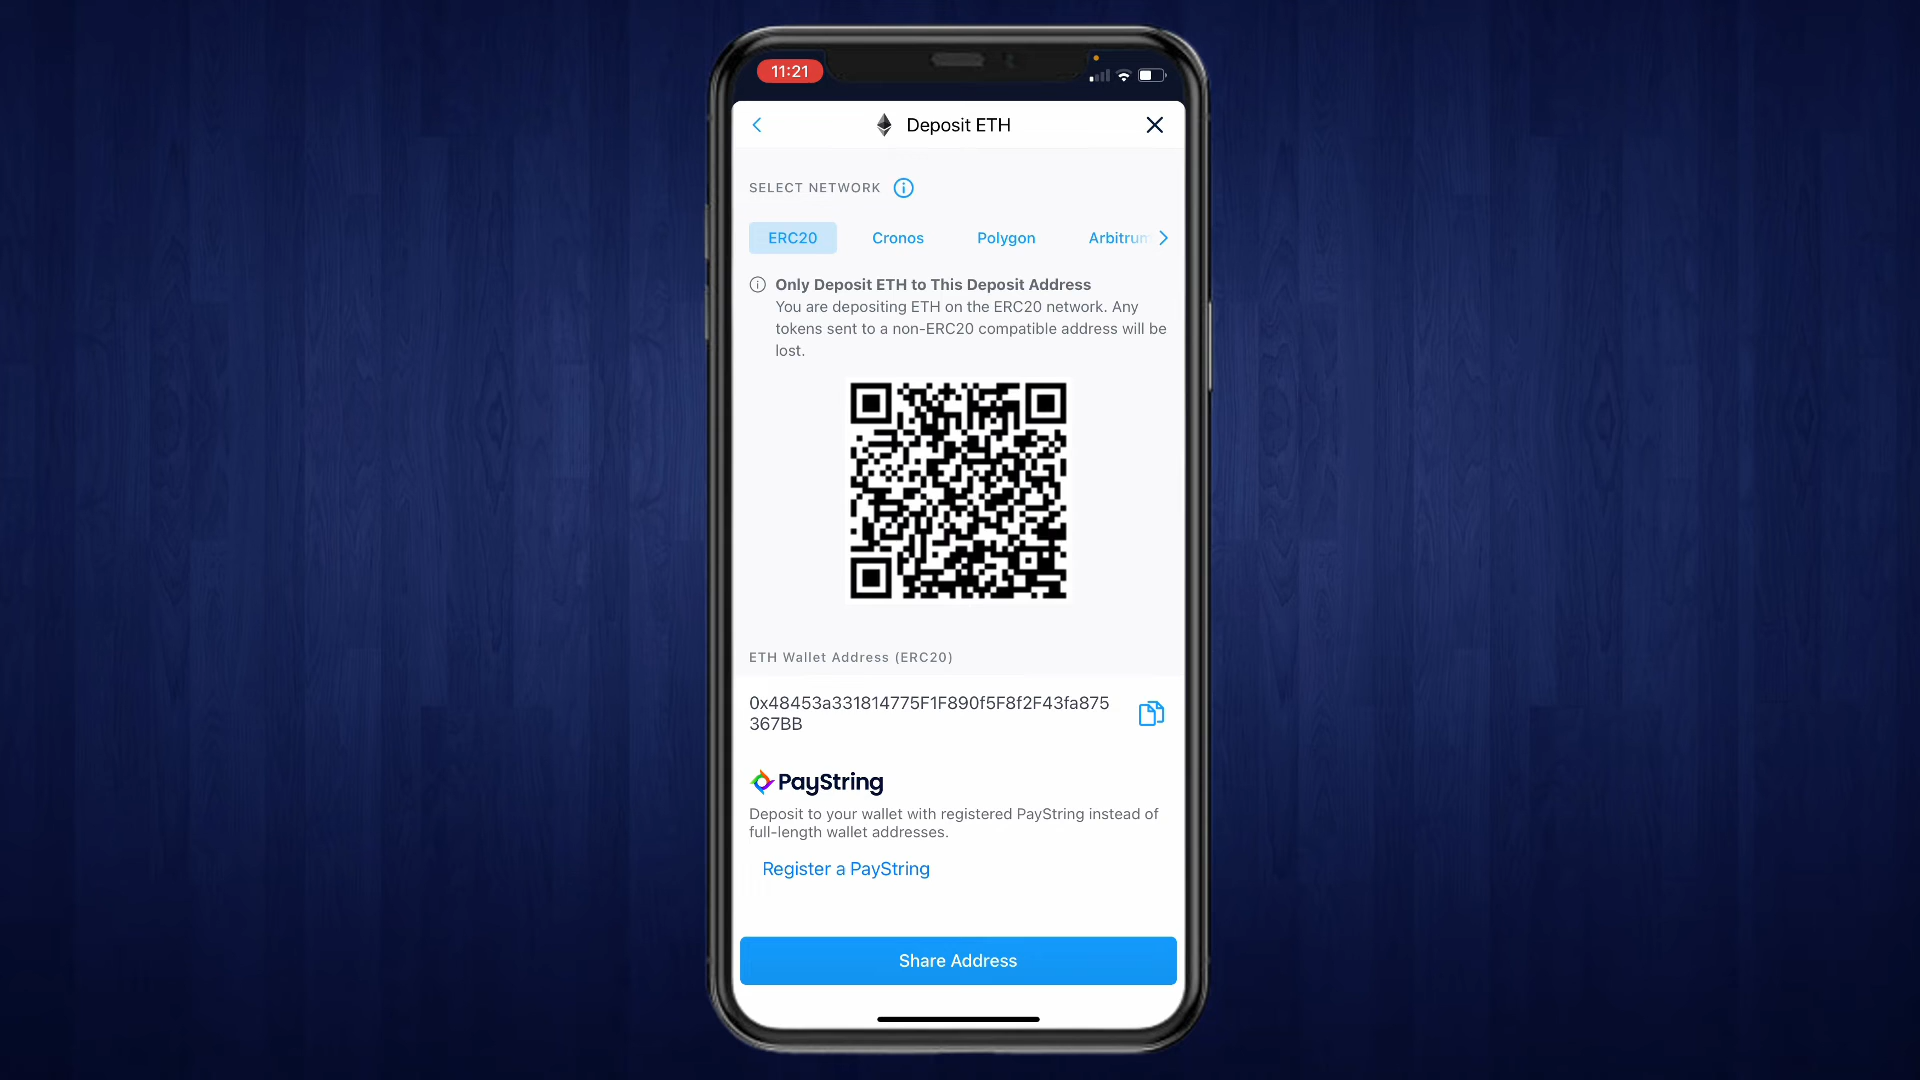 11:21
Deposit ETH
SELECT NETWORK
ERC20 Cronos Polygon Arbitrum
Only Deposit ETH to This Deposit Address
You are depositing ETH on the ERC20 network. Any
tokens sent to a non-ERC20 compatible address will be
lost.
ETH Wallet Address (ERC20)
0x48453a331814775F1F890f5F8f2F43fa875
367BB
PayString
Deposit to your wallet with registered PayString instead of
full-length wallet addresses.
Register a PayString
Share Address